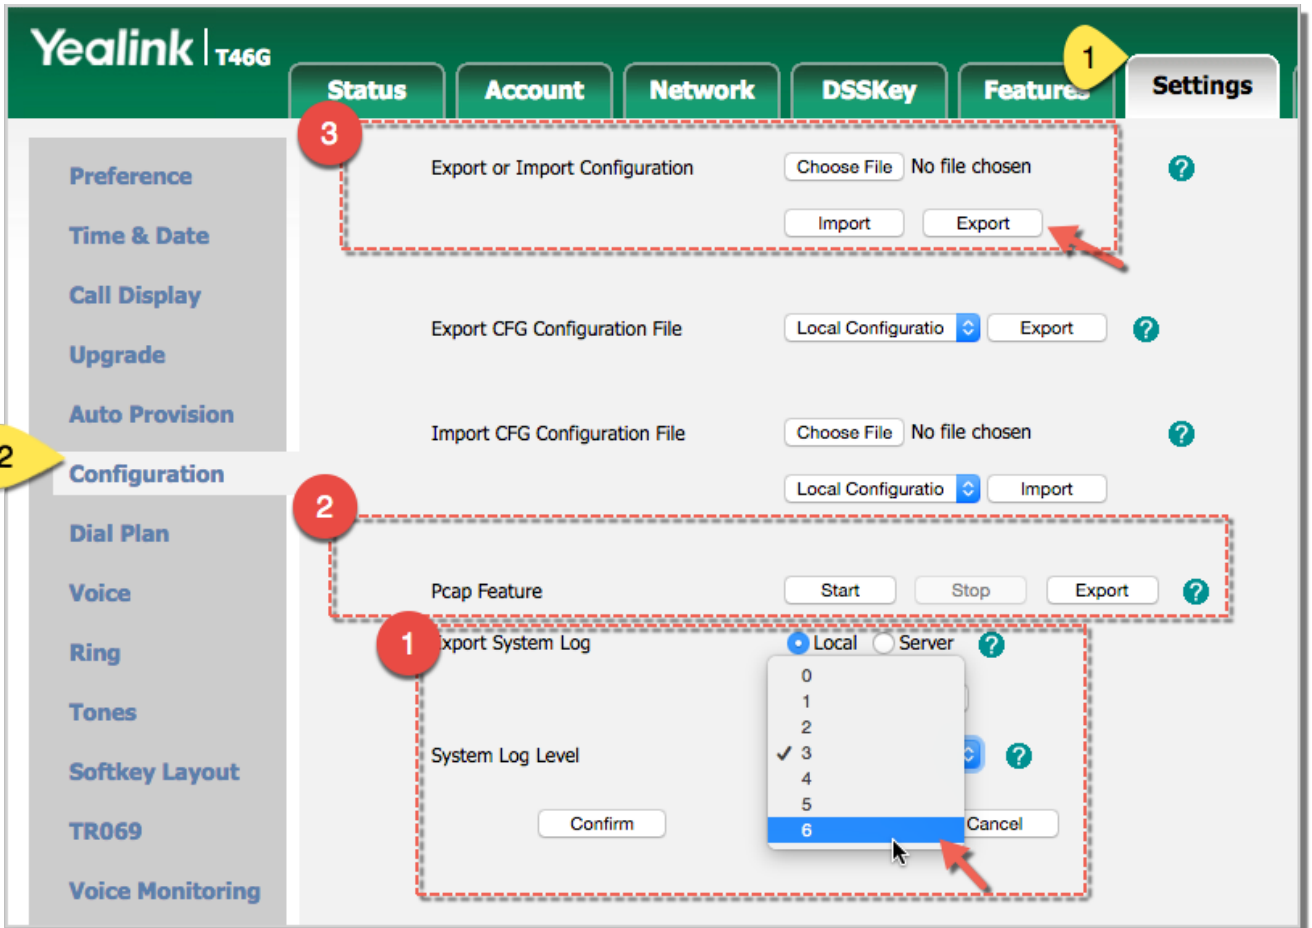 Yealink T46G
1
Status Account Network DSSKey Features Settings
3
Preference
Time & Date
Call Display
Upgrade
Auto Provision
2
Configuration
Dial Plan
Voice
Ring
Tones
Softkey Layout
TR069
Voice Monitoring
Export or Import Configuration Choose File No file chosen ?
Import Export
Export CFG Configuration File Local Configuratio Export ?
Import CFG Configuration File Choose File No file chosen ?
Local Configuratio Import
2
Pcap Feature Start Stop Export ?
1
Export System Log Local Server ?
0
1
2
System Log Level ✓ 3 ?
4
5
Confirm 6 Cancel